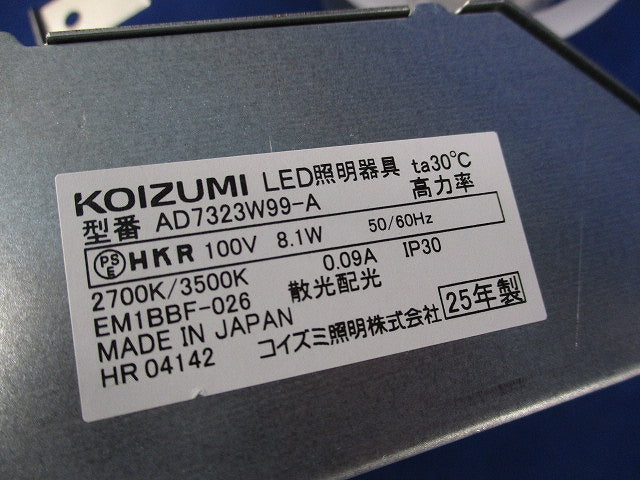 KOIZUMI LED照明器具 ta30℃
型番 AD7323W99-A 高力率
PSE HKR 100V 8.1W 50/60Hz
2700K/3500K 0.09A IP30
EM1BBF-026 散光配光
MADE IN JAPAN
HR 04142 コイズミ照明株式会社 25年製